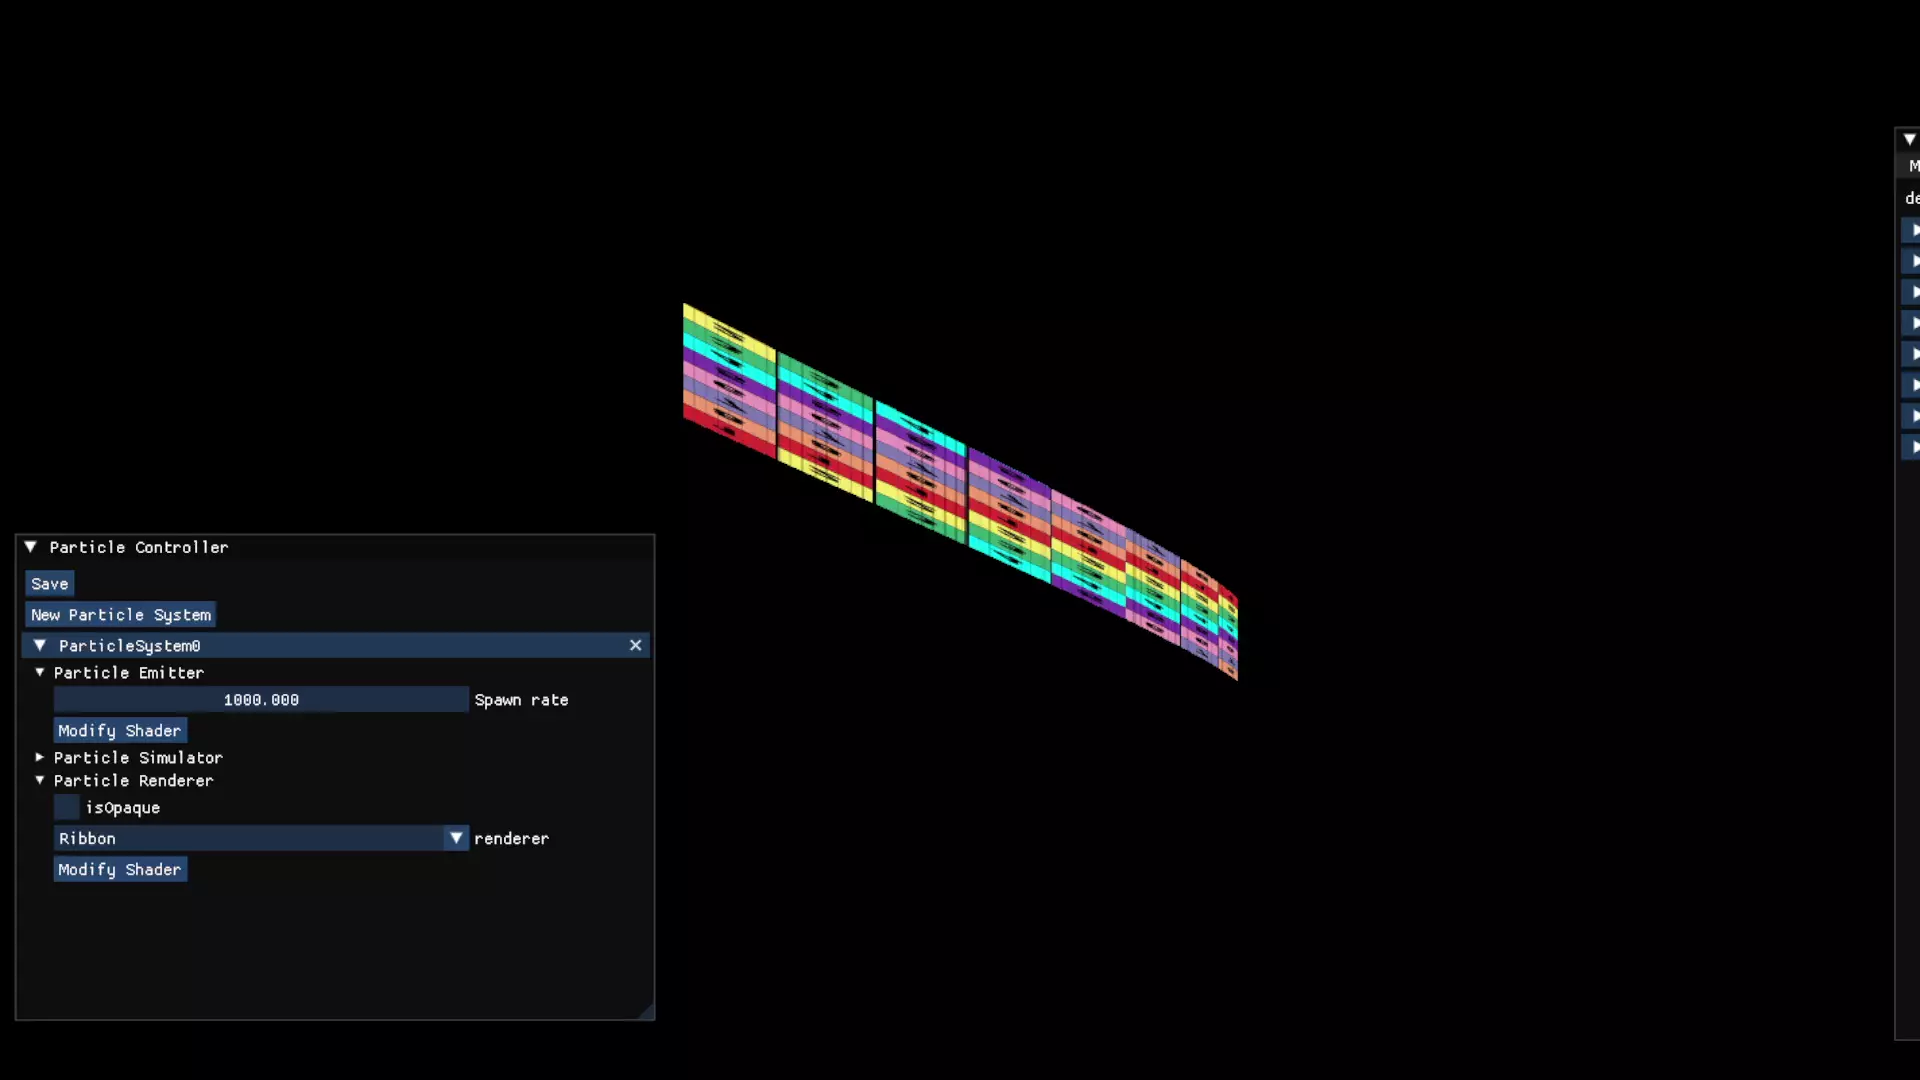 Particle Controller
Save
New Particle System
ParticleSystem0
Particle Emitter
1000.000 Spawn rate
Modify Shader
Particle Simulator
Particle Renderer
isOpaque
Ribbon renderer
Modify Shader
M
de